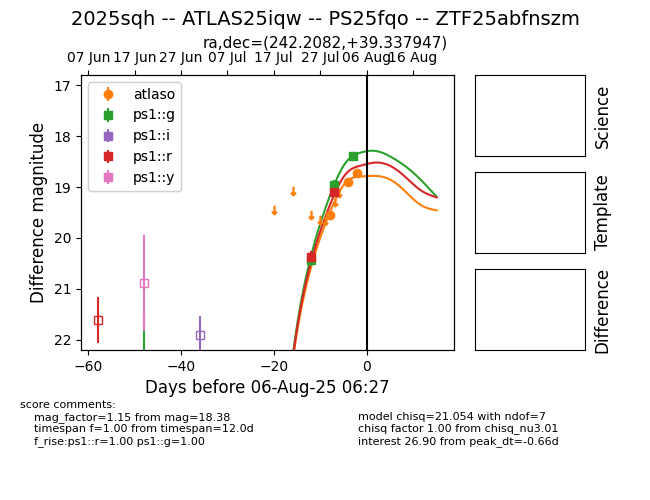 2025sqh -- ATLAS25iqw -- PS25fqo -- ZTF25abfnszm
ra,dec=(242.2082,+39.337947)
07 Jun 17 Jun 27 Jun 07 Jul 17 Jul 27 Jul 06 Aug 16 Aug
17
18
19
20
21
22
Difference magnitude
atlaso
ps1::g
ps1::i
ps1::r
ps1::y
−60 −40 −20 0
Days before 06-Aug-25 06:27
Science
Template
Difference
score comments:
mag_factor=1.15 from mag=18.38
timespan f=1.00 from timespan=12.0d
f_rise:ps1::r=1.00 ps1::g=1.00
model chisq=21.054 with ndof=7
chisq factor 1.00 from chisq_nu3.01
interest 26.90 from peak_dt=-0.66d